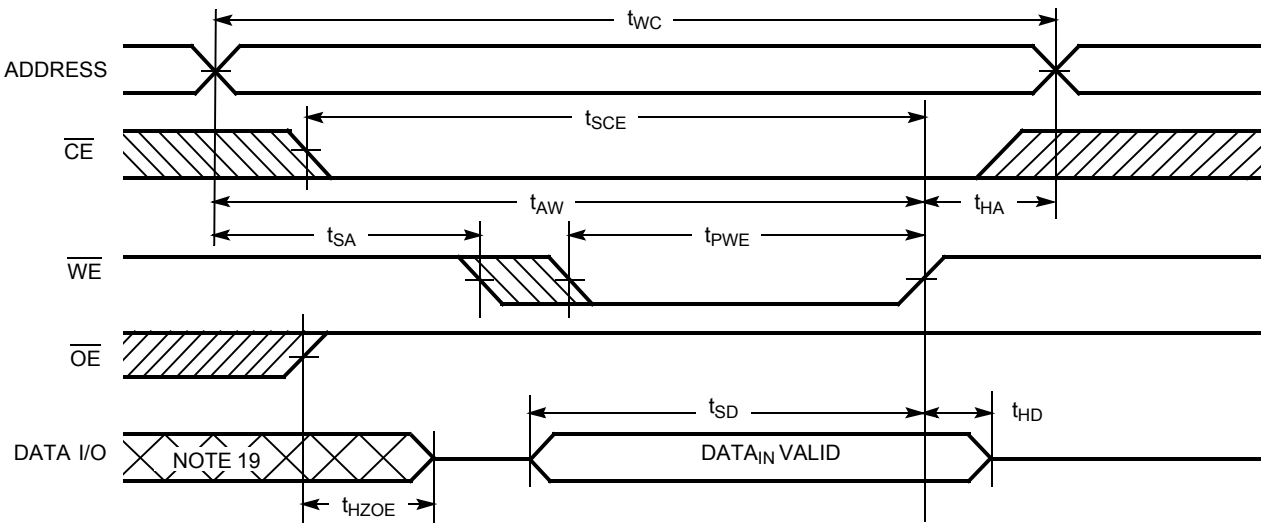 tWC
ADDRESS
tSCE
CE
tAW
tHA
tSA
tPWE
WE
OE
tSD
tHD
DATA I/O
NOTE 19
DATAIN VALID
tHZOE